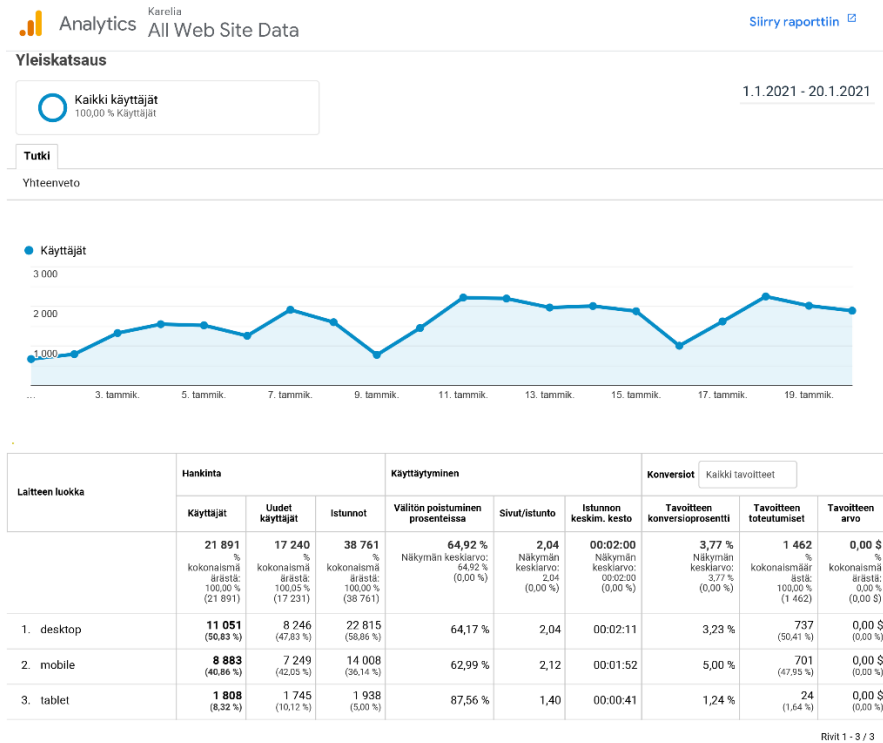 Analytics
Karelia
All Web Site Data
Siirry raporttiin
Yleiskatsaus
Kaikki käyttäjät
100,00 % Käyttäjät
1.1.2021 - 20.1.2021
Tutki
Yhteenveto
Käyttäjät
3 000
2 000
1 000
... 3. tammik. 5. tammik. 7. tammik. 9. tammik. 11. tammik. 13. tammik. 15. tammik. 17. tammik. 19. tammik.
Laitteen luokka
Hankinta Käyttäytyminen Konversiot Kaikki tavoitteet
Käyttäjät
Uudet
käyttäjät
Istunnot
Välitön poistuminen
prosenteissa
Sivut/istunto
Istunnon
keskim. kesto
Tavoitteen
konversioprosentti
Tavoitteen
toteutumiset
Tavoitteen
arvo
21 891
%
kokonaismä
ärästä:
100,00 %
(21 891)
17 240
%
kokonaismä
ärästä:
100,05 %
(17 231)
38 761
%
kokonaismä
ärästä:
100,00 %
(38 761)
64,92 %
Näkymän keskiarvo:
64,92 %
(0,00 %)
2,04
Näkymän
keskiarvo:
2,04
(0,00 %)
00:02:00
Näkymän
keskiarvo:
00:02:00
(0,00 %)
3,77 %
Näkymän
keskiarvo:
3,77 %
(0,00 %)
1 462
%
kokonaismäär
ästä:
100,00 %
(1 462)
0,00 $
%
kokonaismä
ärästä:
0,00 %
(0,00 $)
1. desktop 11 051 8 246 22 815 64,17 % 2,04 00:02:11 3,23 % 737 0,00 $
(50,83 %) (47,83 %) (58,86 %) (50,41 %) (0,00 %)
2. mobile 8 883 7 249 14 008 62,99 % 2,12 00:01:52 5,00 % 701 0,00 $
(40,86 %) (42,05 %) (36,14 %) (47,95 %) (0,00 %)
3. tablet 1 808 1 745 1 938 87,56 % 1,40 00:00:41 1,24 % 24 0,00 $
(8,32 %) (10,12 %) (5,00 %) (1,64 %) (0,00 %)
Rivit 1 - 3 / 3